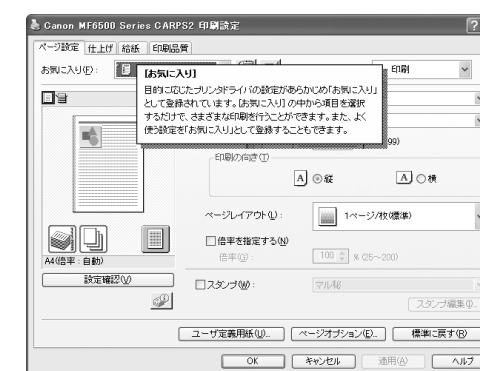 Canon MF6500 Series CARPS2 印刷設定
ページ設定 仕上げ 給紙 印刷品質
お気に入り(F): 印刷
[お気に入り]
目的に応じたプリンタドライバの設定があらかじめ「お気に入り」
として登録されています。[お気に入り] の中から項目を選択
するだけで、さまざまな印刷を行うことができます。また、よく
使う設定を「お気に入り」として登録することもできます。
99)
印刷の向き(T)
A 縦 A 横
ページレイアウト(L): 1ページ/枚(標準)
倍率を指定する(N)
倍率(G): 100 % (25~200)
A4(倍率:自動)
設定確認(V)
スタンプ(W): マル秘
スタンプ編集(D)...
ユーザ定義用紙(U)... ページオプション(E)... 標準に戻す(R)
OK キャンセル 適用(A) ヘルプ